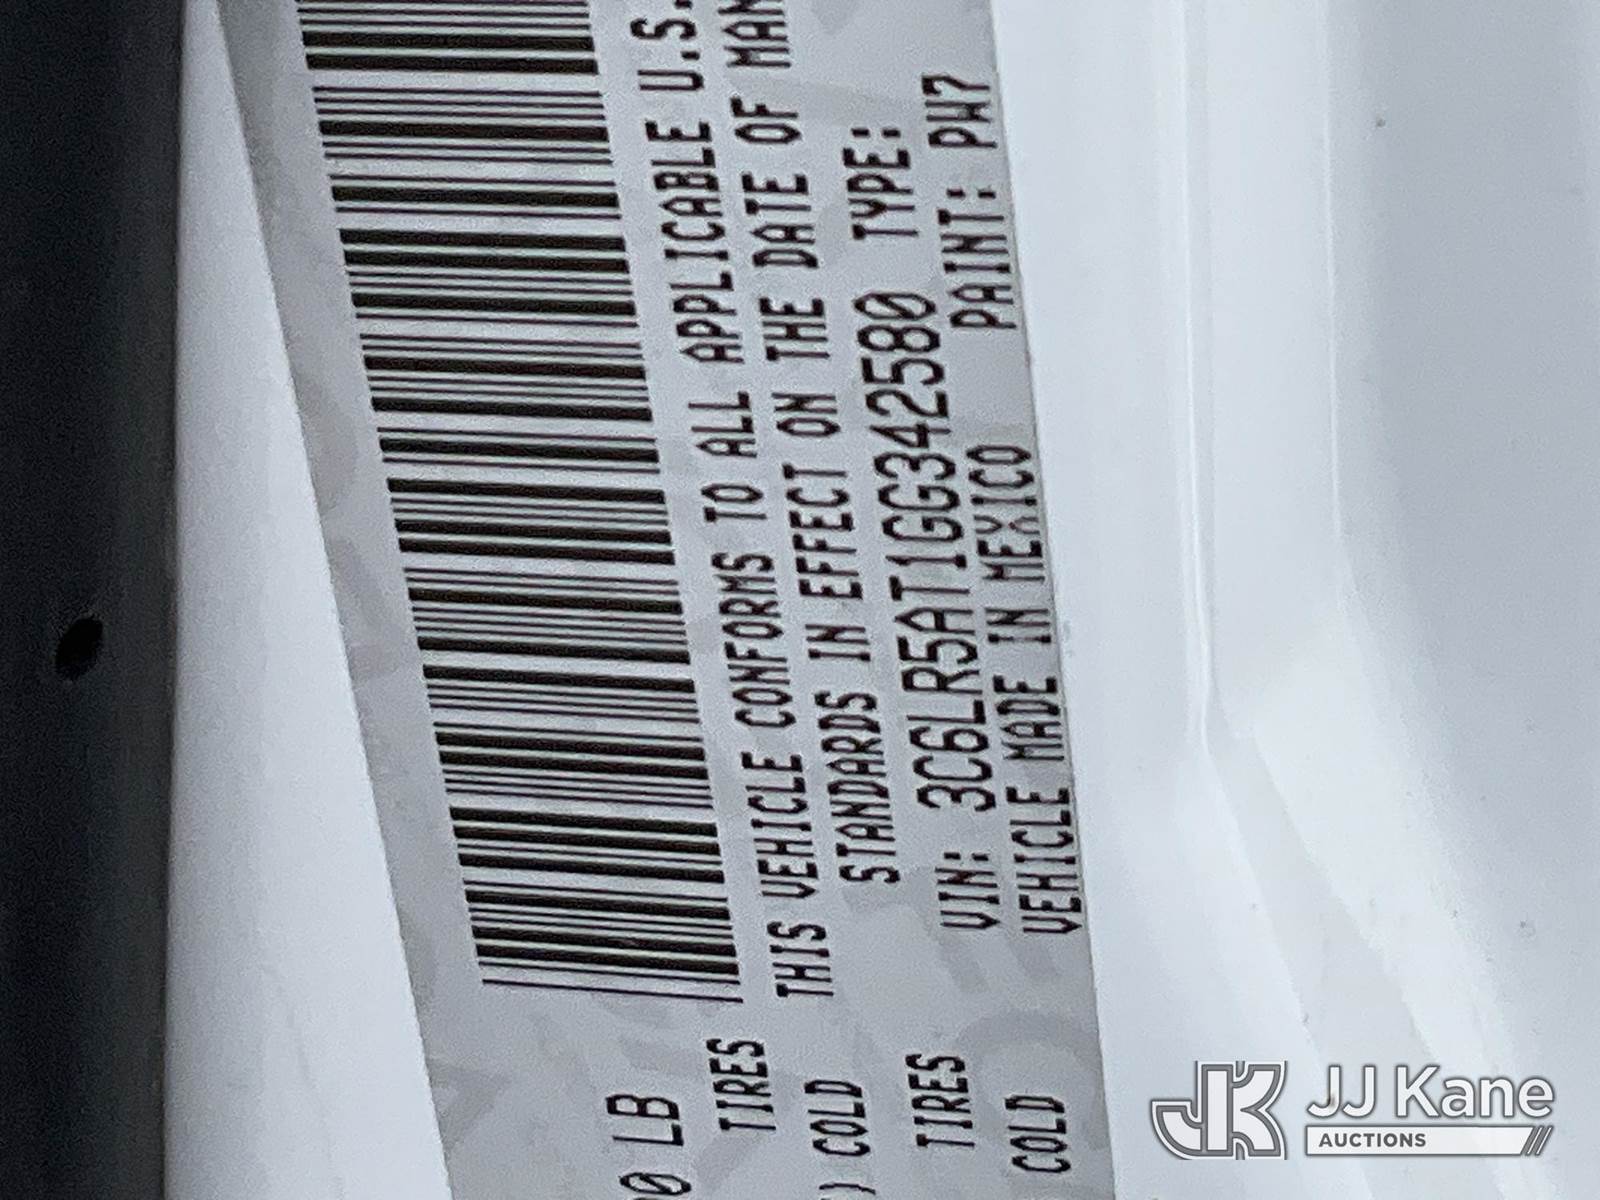 00 LB
TIRES
) COLD
TIRES
COLD
THIS VEHICLE CONFORMS TO ALL APPLICABLE U.S.
STANDARDS IN EFFECT ON THE DATE OF MAN
VIN: 3C6LR5AT1GG342580 TYPE:
VEHICLE MADE IN MEXICO PAINT: PW7
JJ Kane
AUCTIONS